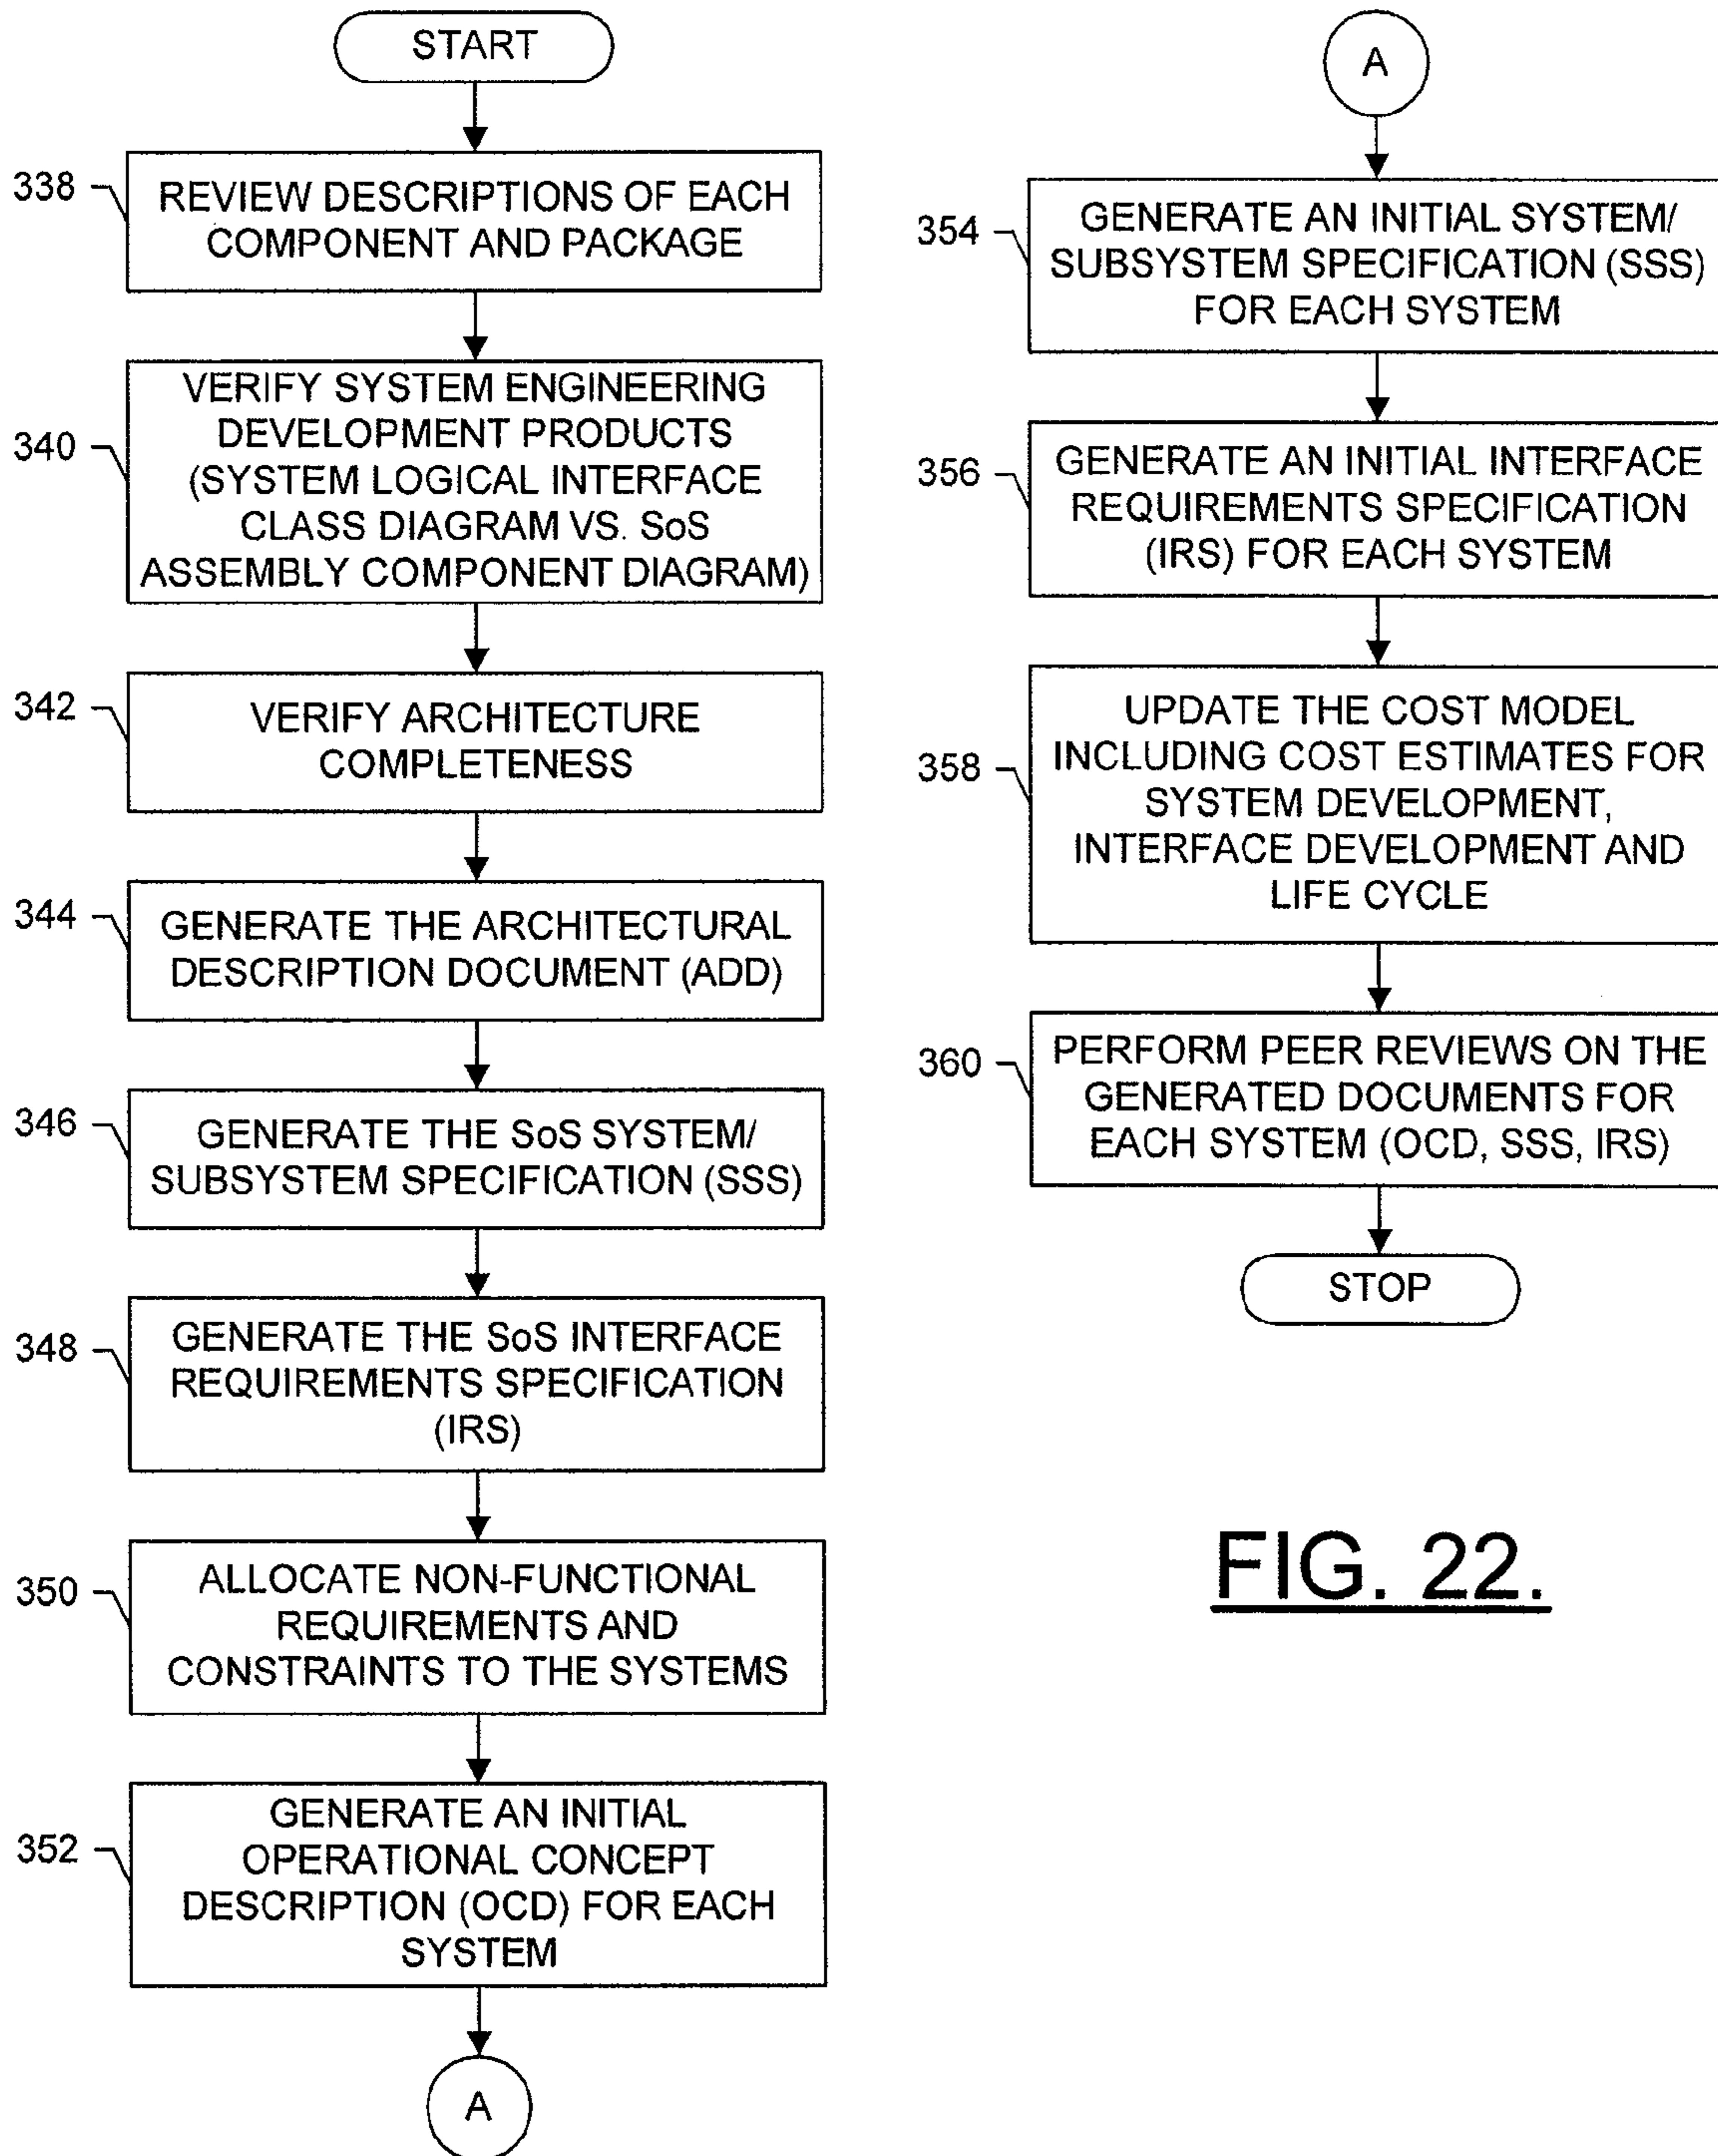 START
338
REVIEW DESCRIPTIONS OF EACH
COMPONENT AND PACKAGE
340
VERIFY SYSTEM ENGINEERING
DEVELOPMENT PRODUCTS
(SYSTEM LOGICAL INTERFACE
CLASS DIAGRAM VS. SoS
ASSEMBLY COMPONENT DIAGRAM)
342
VERIFY ARCHITECTURE
COMPLETENESS
344
GENERATE THE ARCHITECTURAL
DESCRIPTION DOCUMENT (ADD)
346
GENERATE THE SoS SYSTEM/
SUBSYSTEM SPECIFICATION (SSS)
348
GENERATE THE SoS INTERFACE
REQUIREMENTS SPECIFICATION
(IRS)
350
ALLOCATE NON-FUNCTIONAL
REQUIREMENTS AND
CONSTRAINTS TO THE SYSTEMS
352
GENERATE AN INITIAL
OPERATIONAL CONCEPT
DESCRIPTION (OCD) FOR EACH
SYSTEM
A
A
354
GENERATE AN INITIAL SYSTEM/
SUBSYSTEM SPECIFICATION (SSS)
FOR EACH SYSTEM
356
GENERATE AN INITIAL INTERFACE
REQUIREMENTS SPECIFICATION
(IRS) FOR EACH SYSTEM
358
UPDATE THE COST MODEL
INCLUDING COST ESTIMATES FOR
SYSTEM DEVELOPMENT,
INTERFACE DEVELOPMENT AND
LIFE CYCLE
360
PERFORM PEER REVIEWS ON THE
GENERATED DOCUMENTS FOR
EACH SYSTEM (OCD, SSS, IRS)
STOP
FIG. 22.